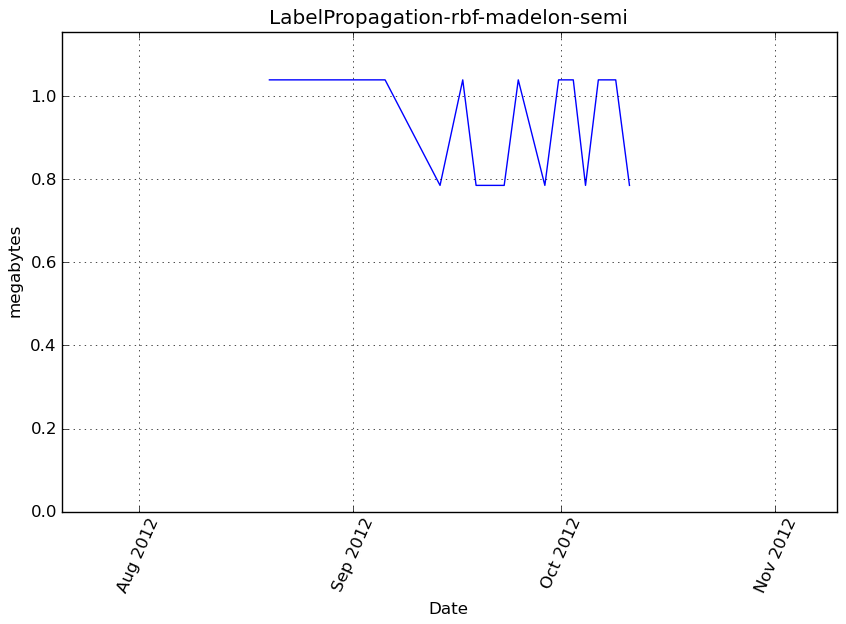 LabelPropagation-rbf-madelon-semi
megabytes
1.0
0.8
0.6
0.4
0.2
0.0
Aug 2012
Sep 2012
Oct 2012
Nov 2012
Date